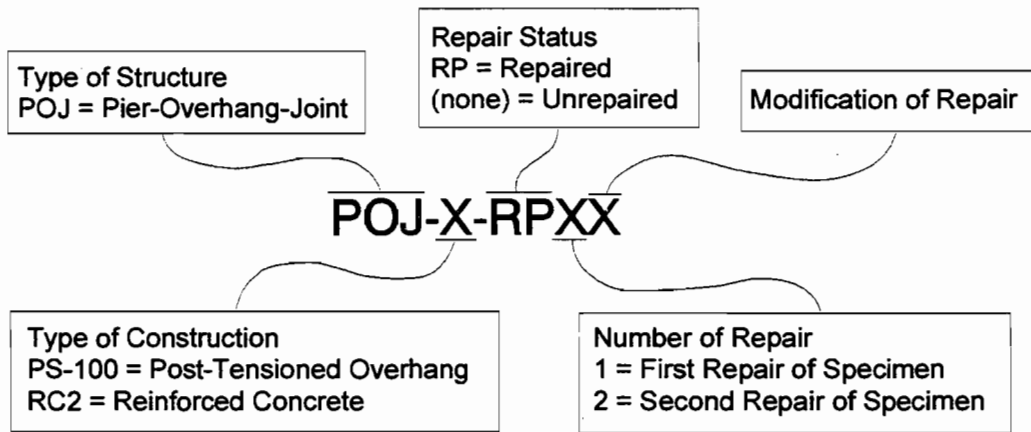 Repair Status
RP = Repaired
(none) = Unrepaired
Type of Structure
POJ = Pier-Overhang-Joint
Modification of Repair
POJ-X-RPXX
Type of Construction
PS-100 = Post-Tensioned Overhang
RC2 = Reinforced Concrete
Number of Repair
1 = First Repair of Specimen
2 = Second Repair of Specimen